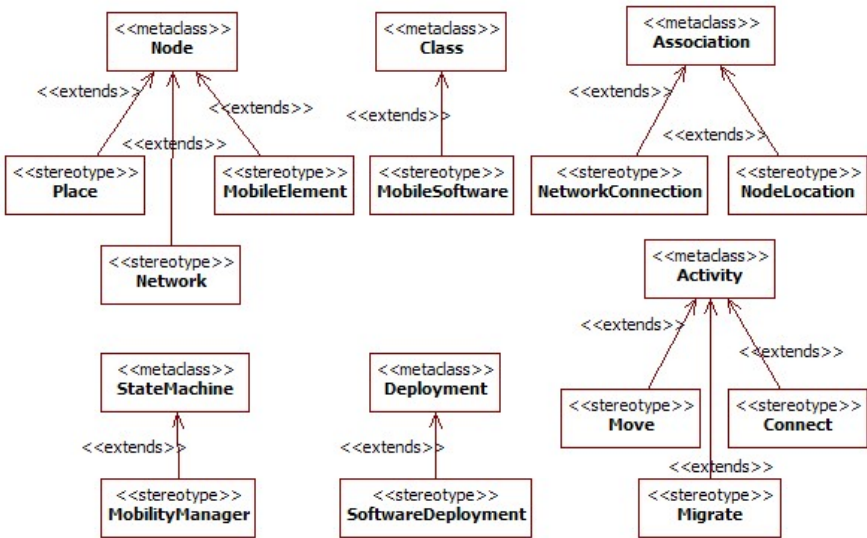 <<metaclass>>
Node
<<metaclass>>
Class
<<metaclass>>
Association
<<extends>>
<<extends>>
<<extends>>
<<extends>>
<<extends>>
<<extends>>
<<stereotype>>
Place
<<stereotype>>
MobileElement
<<stereotype>>
MobileSoftware
<<stereotype>>
NetworkConnection
<<stereotype>>
NodeLocation
<<stereotype>>
Network
<<metaclass>>
Activity
<<metaclass>>
StateMachine
<<metaclass>>
Deployment
<<extends>>
<<extends>>
<<stereotype>>
Move
<<stereotype>>
Connect
<<extends>>
<<extends>>
<<extends>>
<<stereotype>>
MobilityManager
<<stereotype>>
SoftwareDeployment
<<stereotype>>
Migrate